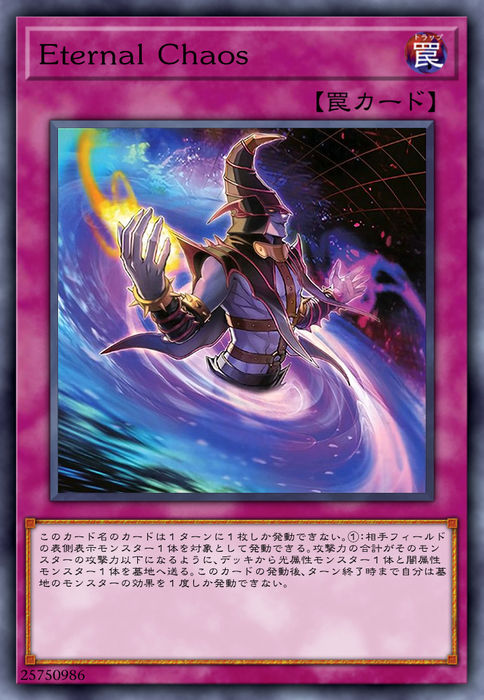 Eternal Chaos
トラップ
罠
【罠カード】
このカード名のカードは1ターンに1枚しか発動できない。①:相手フィールド
の表側表示モンスター1体を対象として発動できる。攻撃力の合計がそのモン
スターの攻撃力以下になるように、デッキから光属性モンスター1体と闇属性
モンスター1体を墓地へ送る。このカードの発動後、ターン終了時まで自分は墓
地のモンスターの効果を1度しか発動できない。
25750986